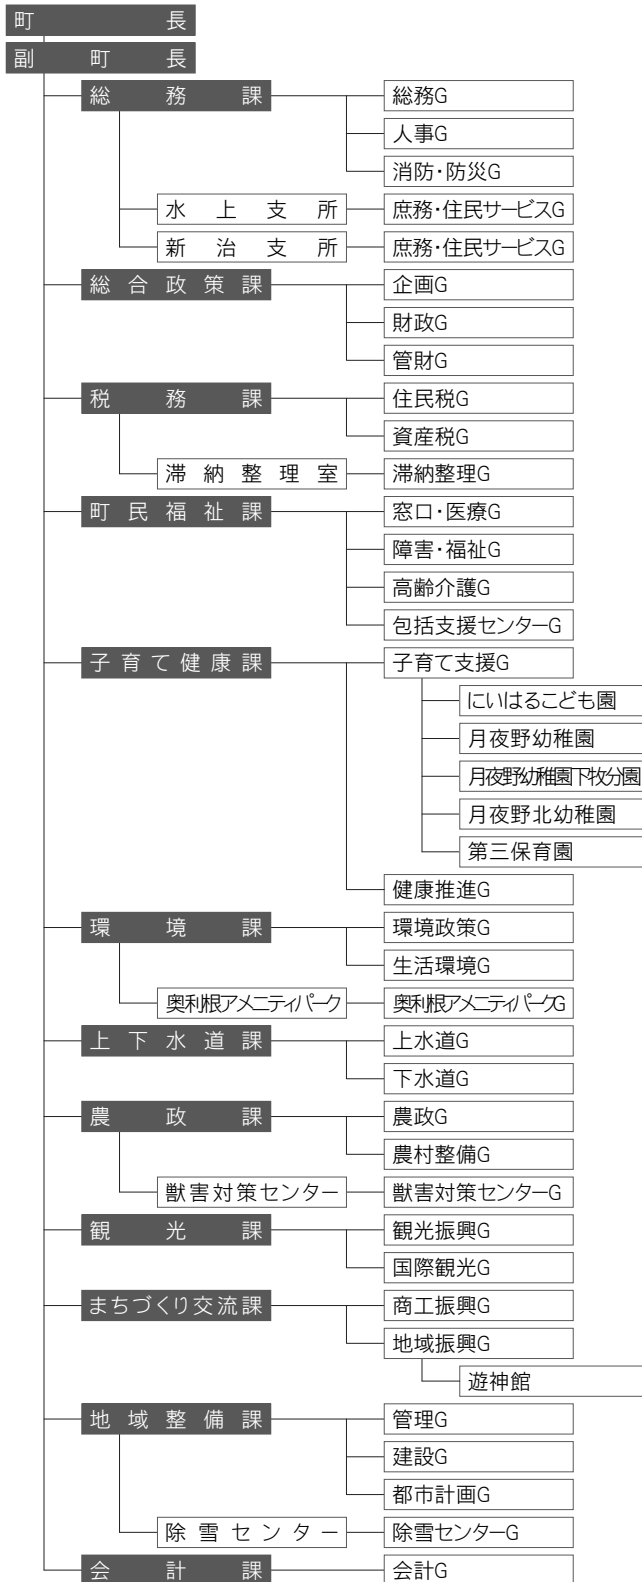 町長
副町長
総務課
総務G
人事G
消防・防災G
水上支所
庶務・住民サービスG
新治支所
庶務・住民サービスG
総合政策課
企画G
財政G
管財G
税務課
住民税G
資産税G
滞納整理室
滞納整理G
町民福祉課
窓口・医療G
障害・福祉G
高齢介護G
包括支援センターG
子育て健康課
子育て支援G
にいはるこども園
月夜野幼稚園
月夜野幼稚園下牧分園
月夜野北幼稚園
第三保育園
健康推進G
環境課
環境政策G
生活環境G
奥利根アメニティパーク
奥利根アメニティパークG
上下水道課
上水道G
下水道G
農政課
農政G
農村整備G
獣害対策センター
獣害対策センターG
観光課
観光振興G
国際観光G
まちづくり交流課
商工振興G
地域振興G
遊神館
地域整備課
管理G
建設G
都市計画G
除雪センター
除雪センターG
会計課
会計G